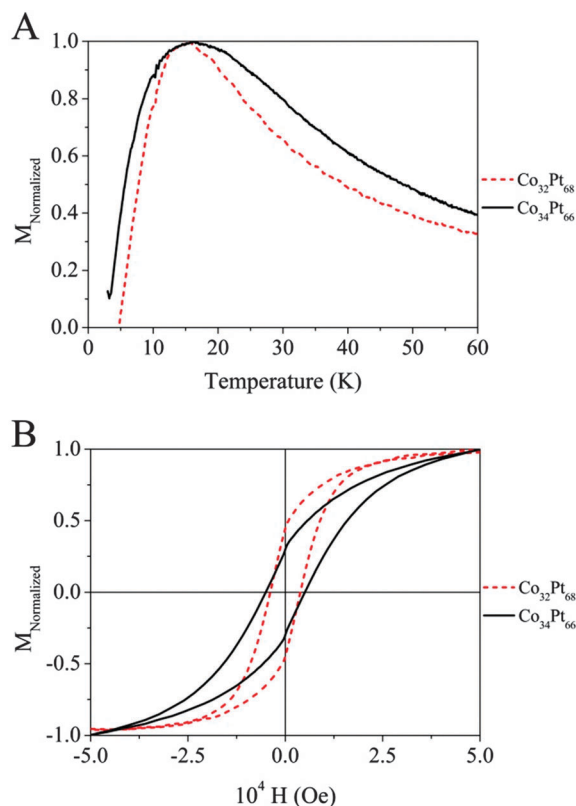 A
1.0
0.8
0.6
0.4
0.2
0.0
M Normalized
0 10 20 30 40 50 60
Temperature (K)
Co32Pt68
Co34Pt66
B
1.0
0.5
0.0
-0.5
-1.0
M Normalized
-5.0 -2.5 0.0 2.5 5.0
10^4 H (Oe)
Co32Pt68
Co34Pt66